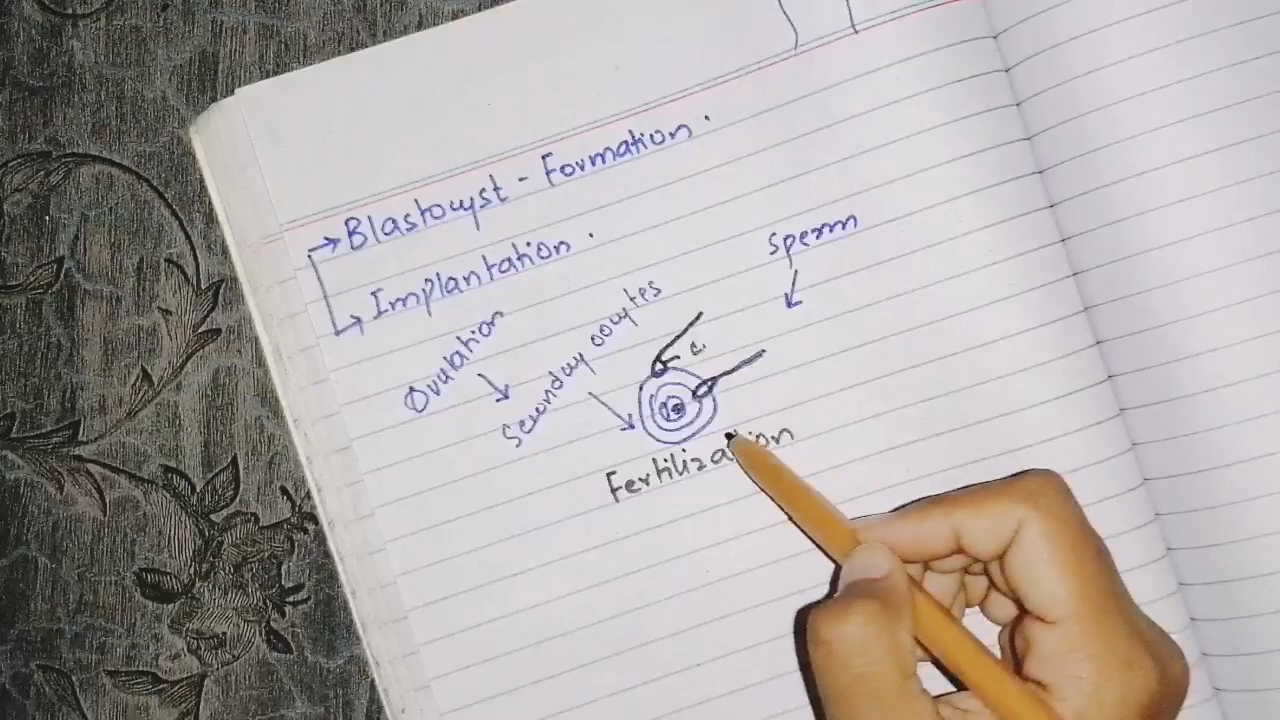 → Blastocyst - Formation.
→ Implantation.
Sperm
Ovulation
Secondary oocytes
Fertilization